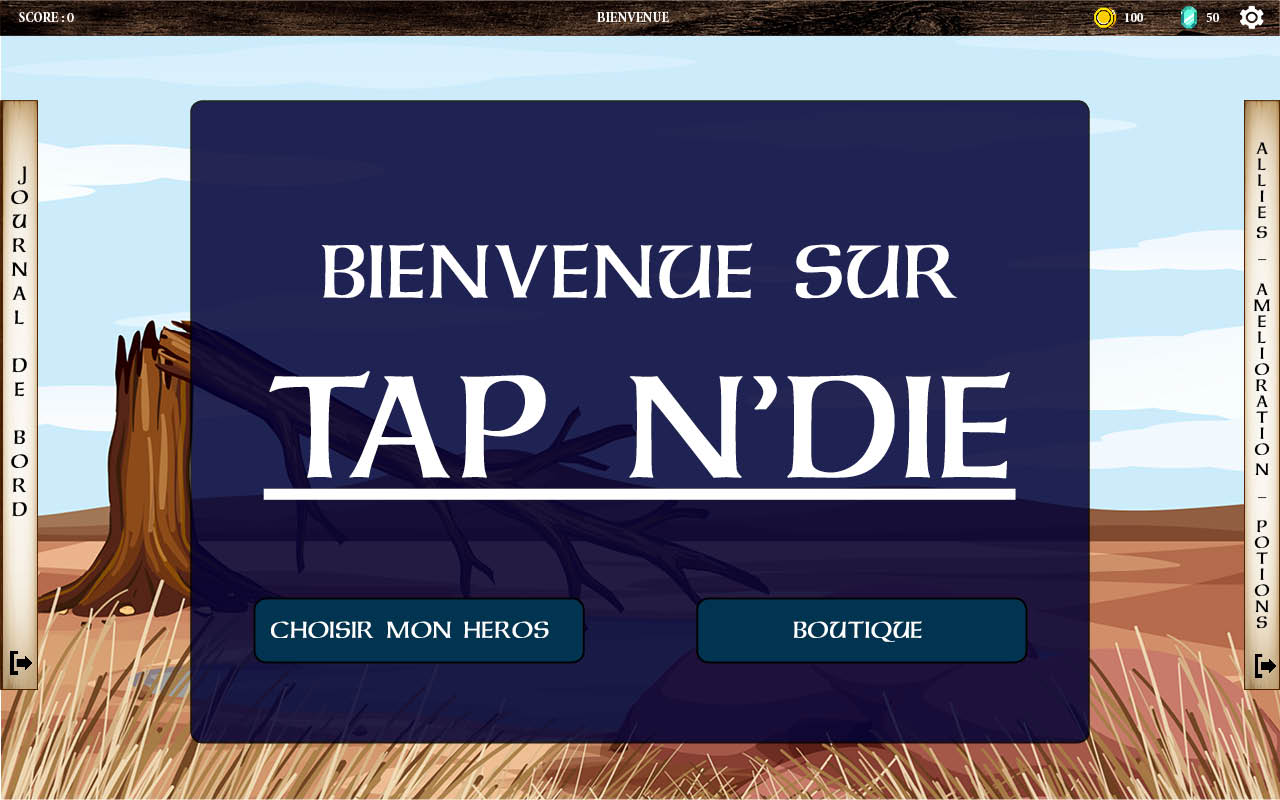 SCORE : 0
BIENVENUE
100
50
JOURNAL DE BORD
BIENVENUE SUR
TAP N’DIE
CHOISIR MON HEROS
BOUTIQUE
ALLIES - AMELIORATION - POTIONS